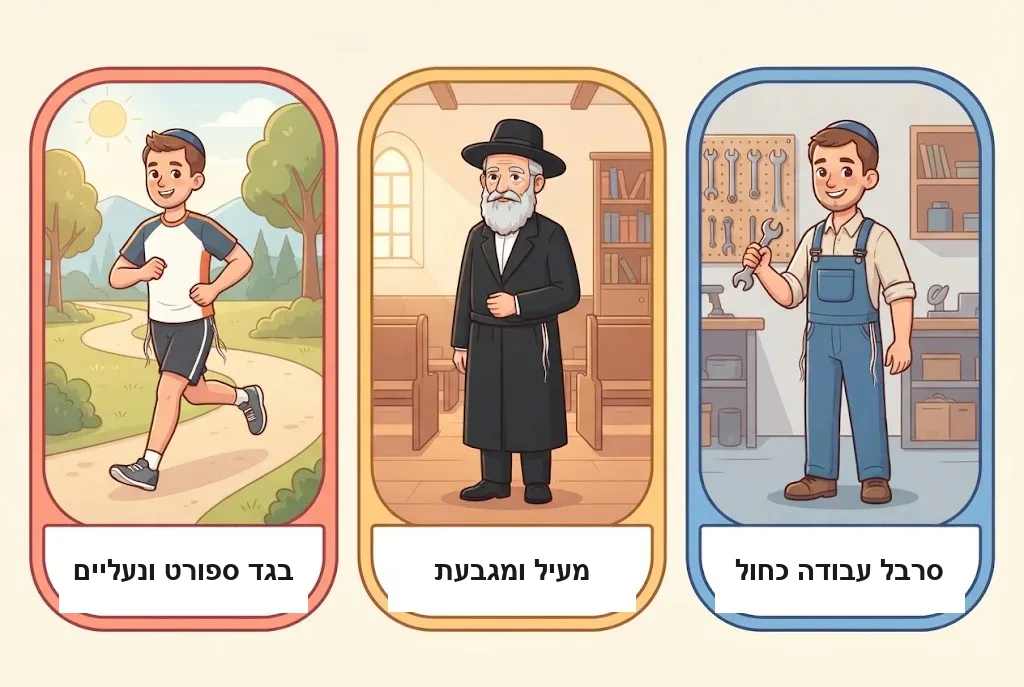 סרבל עבודה כחול
מעיל ומגבעת
בגד ספורט ונעליים